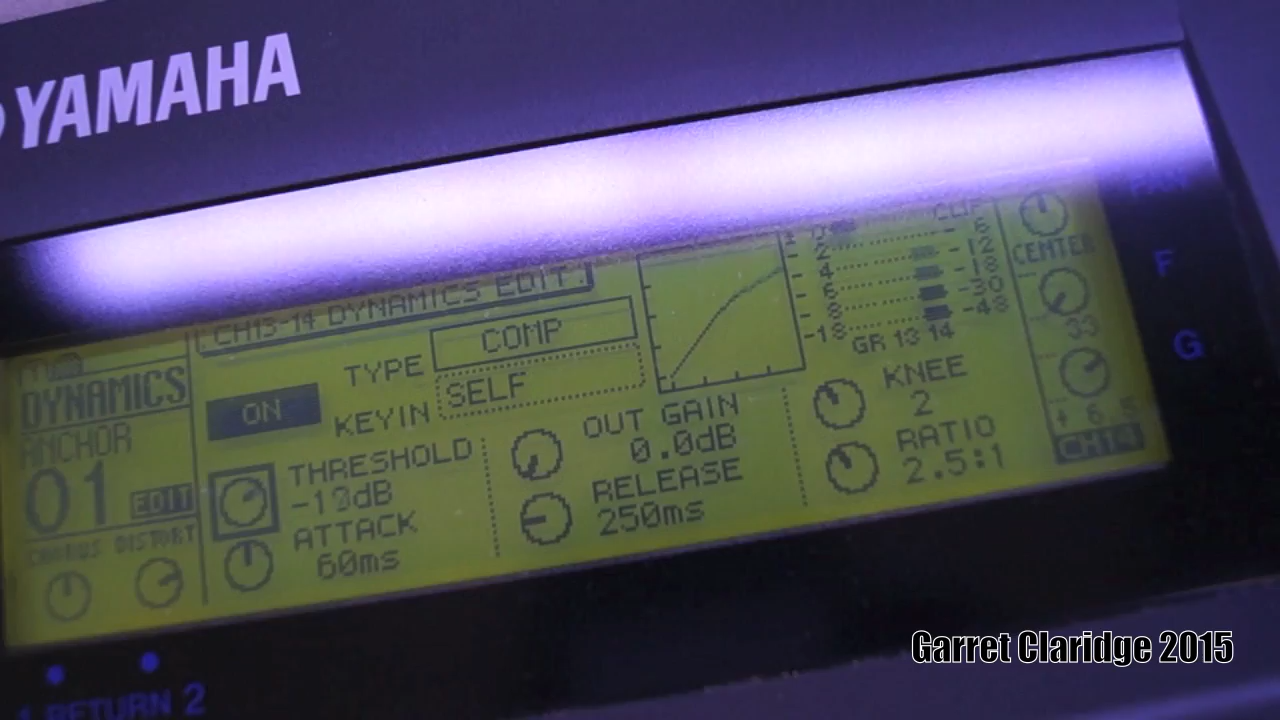 YAMAHA
CH13-14 DYNAMICS EDIT
DYNAMICS
ANCHOR
01 EDIT
CHORUS DISTORT
ON
TYPE COMP
KEYIN SELF
THRESHOLD
ATTACK
60ms
OUT GAIN
0.0dB
RELEASE
250ms
KNEE
2
RATIO
2.5:1
CLIP
2
4
6
8
-18
6
-12
-18
-30
-48
GR 13 14
CENTER
33
CH14
F
G
RETURN 2
Garret Claridge 2015